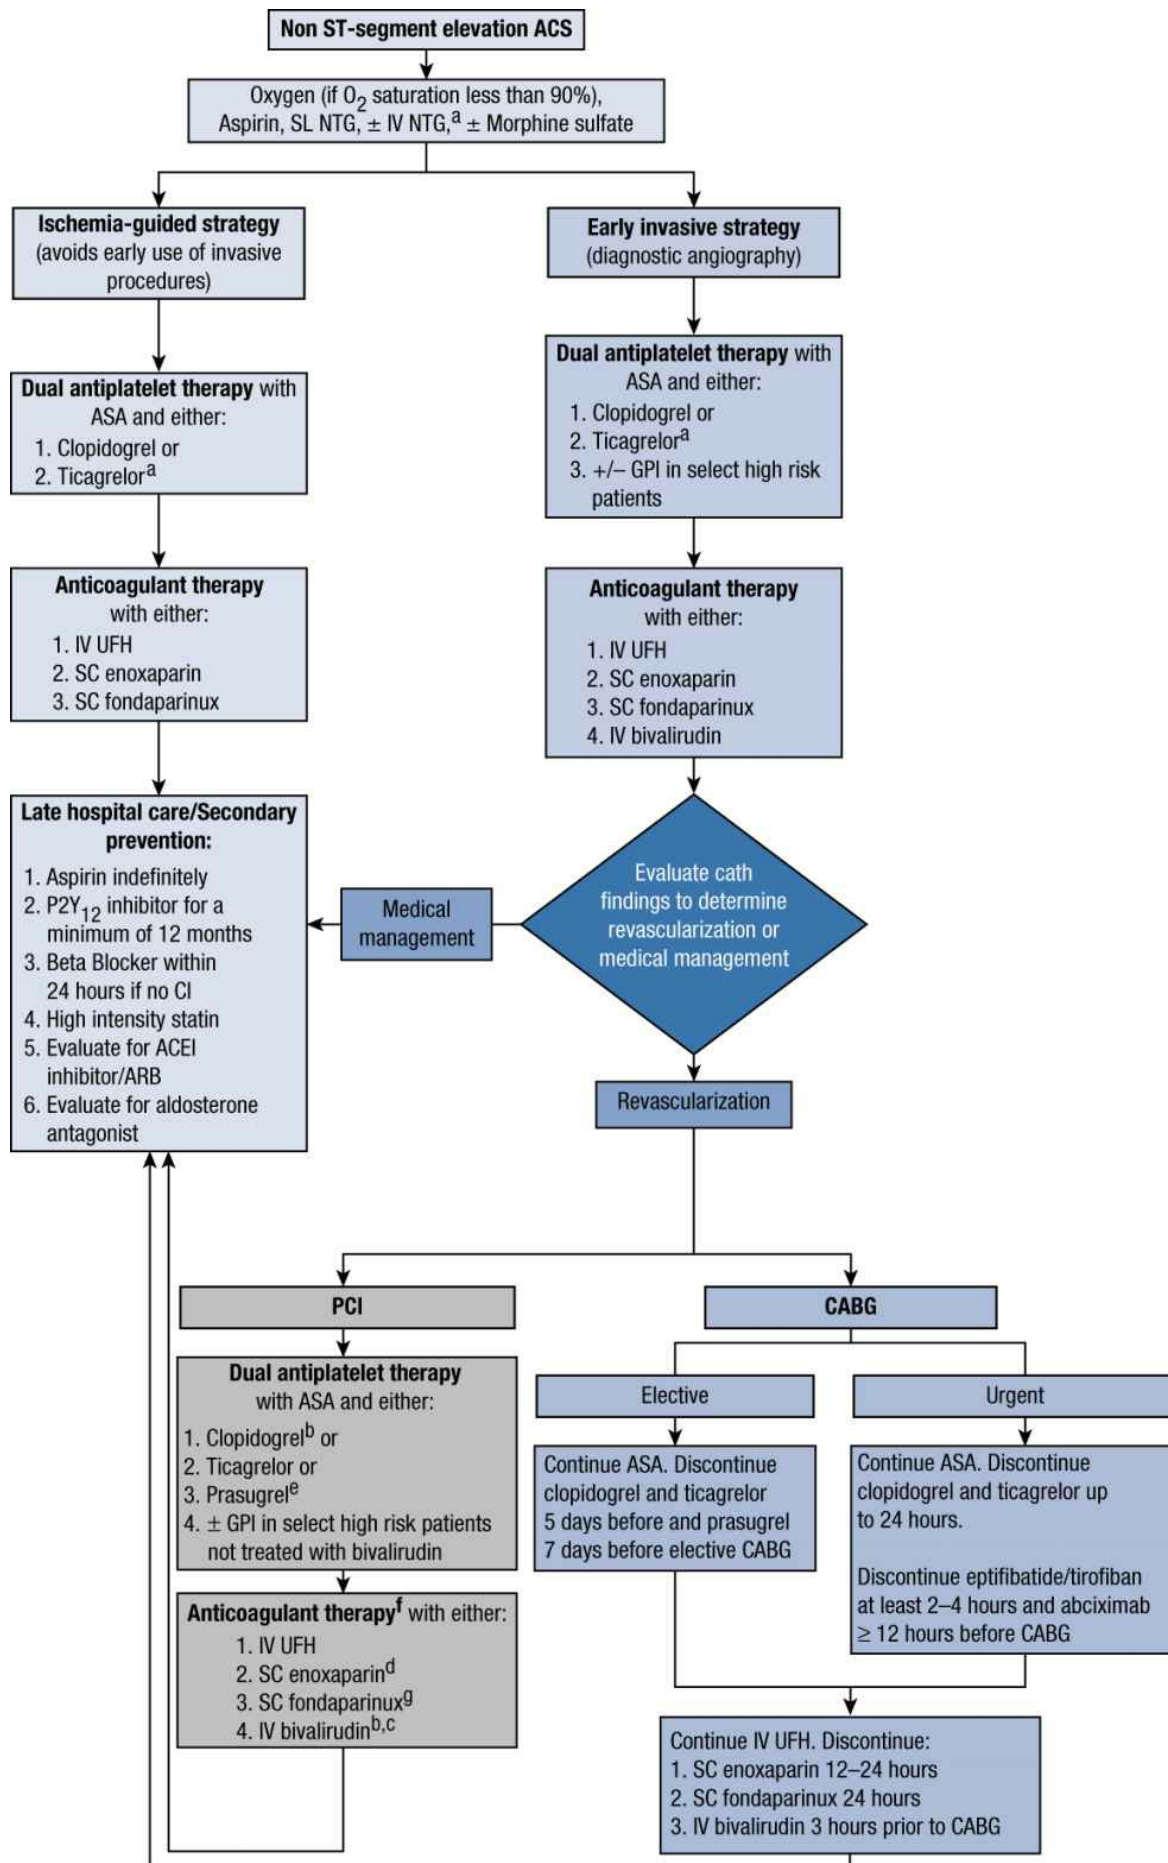 Non ST-segment elevation ACS
Oxygen (if O2 saturation less than 90%),
Aspirin, SL NTG, ± IV NTG,a ± Morphine sulfate
Ischemia-guided strategy
(avoids early use of invasive
procedures)
Early invasive strategy
(diagnostic angiography)
Dual antiplatelet therapy with
ASA and either:
1. Clopidogrel or
2. Ticagrelora
Dual antiplatelet therapy with
ASA and either:
1. Clopidogrel or
2. Ticagrelora
3. +/– GPI in select high risk
patients
Anticoagulant therapy
with either:
1. IV UFH
2. SC enoxaparin
3. SC fondaparinux
Anticoagulant therapy
with either:
1. IV UFH
2. SC enoxaparin
3. SC fondaparinux
4. IV bivalirudin
Late hospital care/Secondary
prevention:
1. Aspirin indefinitely
2. P2Y12 inhibitor for a
minimum of 12 months
3. Beta Blocker within
24 hours if no CI
4. High intensity statin
5. Evaluate for ACEI
inhibitor/ARB
6. Evaluate for aldosterone
antagonist
Medical
management
Evaluate cath
findings to determine
revascularization or
medical management
Revascularization
PCI
Dual antiplatelet therapy
with ASA and either:
1. Clopidogrelb or
2. Ticagrelor or
3. Prasugrele
4. ± GPI in select high risk patients
not treated with bivalirudin
Anticoagulant therapyf with either:
1. IV UFH
2. SC enoxaparind
3. SC fondaparinuxg
4. IV bivalirudinb,c
CABG
Elective
Continue ASA. Discontinue
clopidogrel and ticagrelor
5 days before and prasugrel
7 days before elective CABG
Urgent
Continue ASA. Discontinue
clopidogrel and ticagrelor up
to 24 hours.
Discontinue eptifibatide/tirofiban
at least 2–4 hours and abciximab
≥ 12 hours before CABG
Continue IV UFH. Discontinue:
1. SC enoxaparin 12–24 hours
2. SC fondaparinux 24 hours
3. IV bivalirudin 3 hours prior to CABG